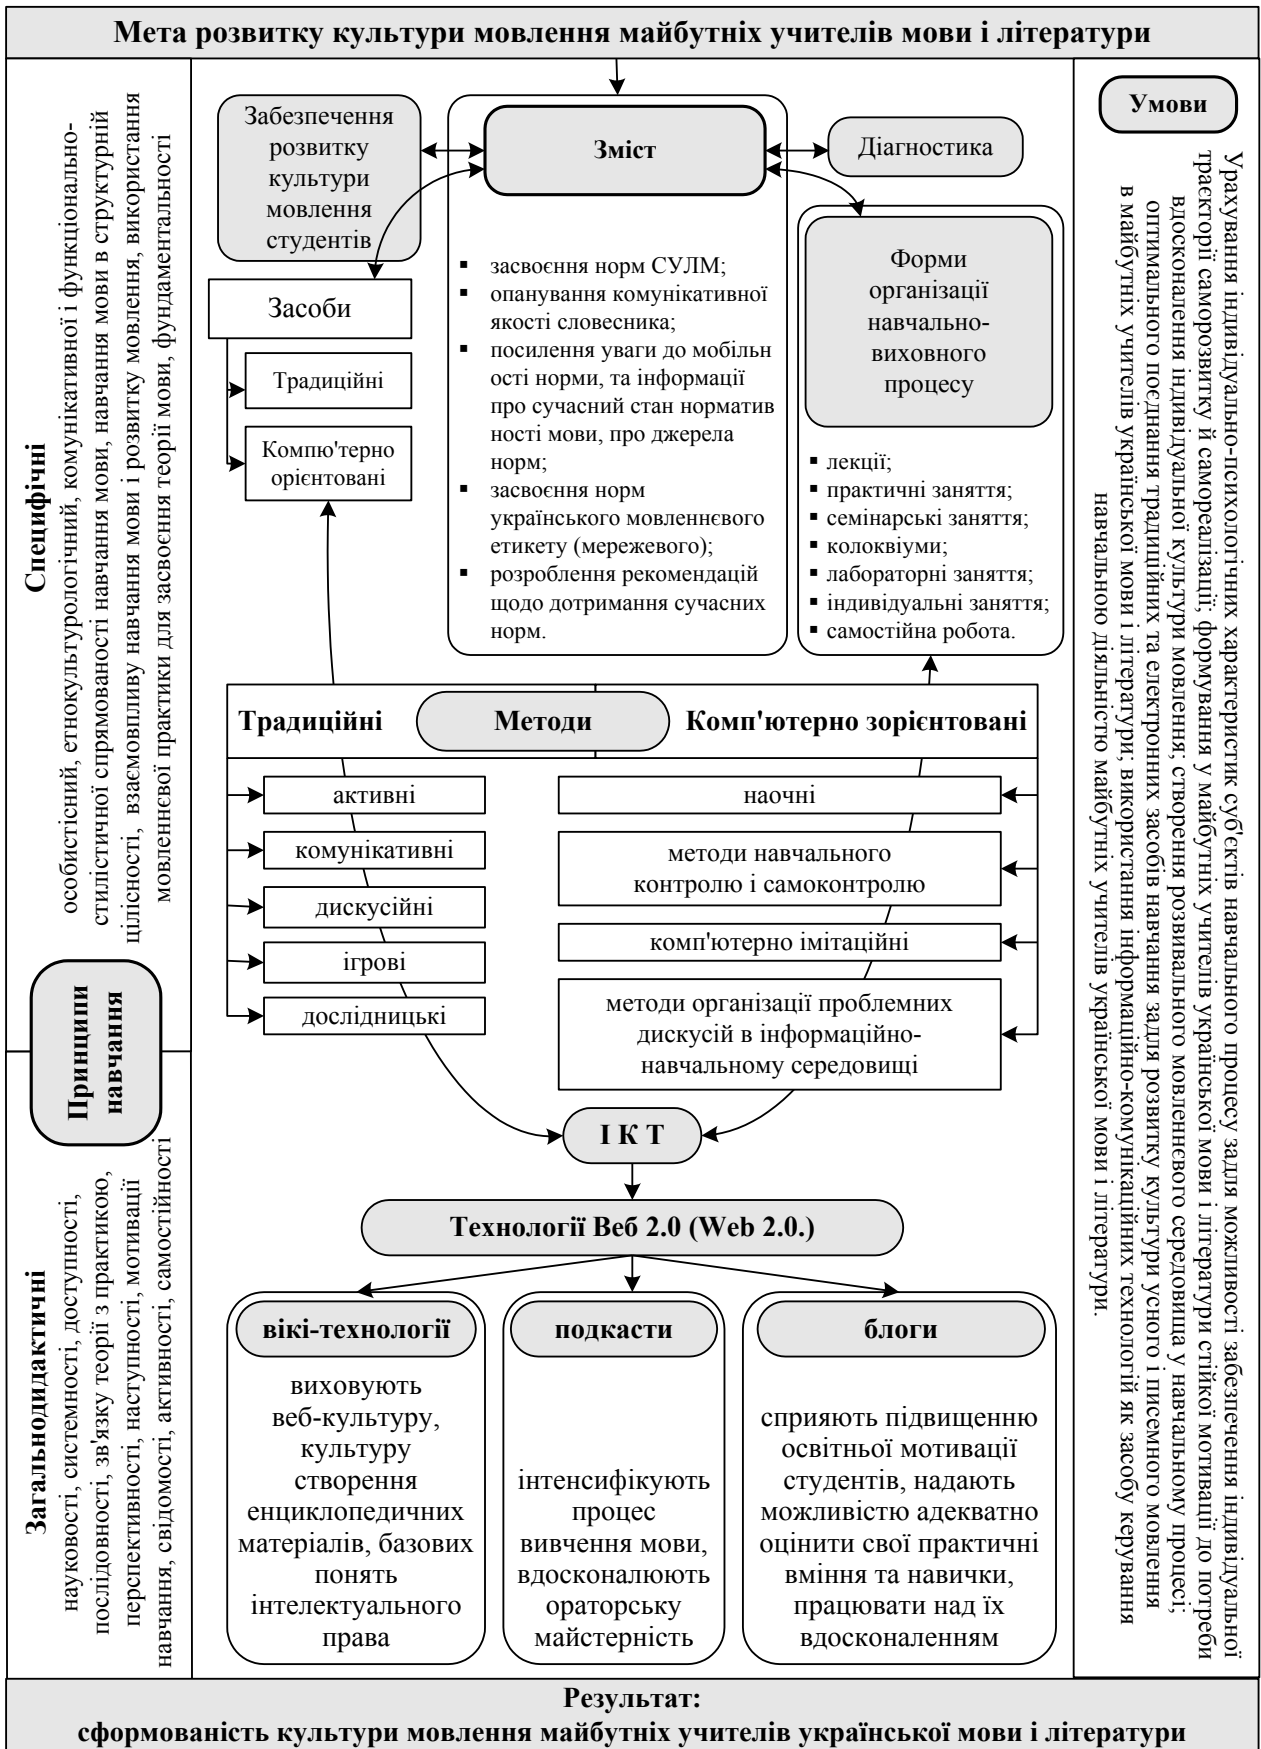 Мета розвитку культури мовлення майбутніх учителів мови і літератури
Специфічні
особистісний, етнокультурологічний, комунікативної і функціонально-
стилістичної спрямованості навчання мови, навчання мови в структурній
цілісності, взаємовпливу навчання мови і розвитку мовлення, використання
мовленнєвої практики для засвоєння теорії мови, фундаментальності
Принципи
навчання
Загальнодидактичні
науковості, системності, доступності,
послідовності, зв'язку теорії з практикою,
перспективності, наступності, мотивації
навчання, свідомості, активності, самостійності
Забезпечення
розвитку
культури
мовлення
студентів
Зміст
Діагностика
Засоби
Традиційні
Компю'терно
орієнтовані
▪ засвоєння норм СУЛМ;
▪ опанування комунікативної
якості словесника;
▪ посилення уваги до мобільн
ості норми, та інформації
про сучасний стан норматив
ності мови, про джерела
норм;
▪ засвоєння норм
українського мовленнєвого
етикету (мережевого);
▪ розроблення рекомендацій
щодо дотримання сучасних
норм.
Форми
організації
навчально-
виховного
процесу
▪ лекції;
▪ практичні заняття;
▪ семінарські заняття;
▪ колоквіуми;
▪ лабораторні заняття;
▪ індивідуальні заняття;
▪ самостійна робота.
Традиційні
Методи
Комп'ютерно зорієнтовані
активні
комунікативні
дискусійні
ігрові
дослідницькі
наочні
методи навчального
контролю і самоконтролю
комп'ютерно імітаційні
методи організації проблемних
дискусій в інформаційно-
навчальному середовищі
І К Т
Технології Веб 2.0 (Web 2.0.)
вікі-технології
виховують
веб-культуру,
культуру
створення
енциклопедичних
матеріалів, базових
понять
інтелектуального
права
подкасти
інтенсифікують
процес
вивчення мови,
вдосконалюють
ораторську
майстерність
блоги
сприяють підвищенню
освітньої мотивації
студентів, надають
можливістю адекватно
оцінити свої практичні
вміння та навички,
працювати над їх
вдосконаленням
Умови
Урахування індивідуально-психологічних характеристик суб'єктів навчального процесу задля можливості забезпечення індивідуальної
траєкторії саморозвитку й самореалізації; формування у майбутніх учителів української мови і літератури стійкої мотивації до потреби
вдосконалення індивідуальної культури мовлення; створення розвивального мовленнєвого середовища у навчальному процесі;
оптимального поєднання традиційних та електронних засобів навчання задля розвитку культури усного і писемного мовлення
в майбутніх учителів української мови і літератури; використання інформаційно-комунікаційних технологій як засобу керування
навчальною діяльністю майбутніх учителів української мови і літератури.
Результат:
сформованість культури мовлення майбутніх учителів української мови і літератури